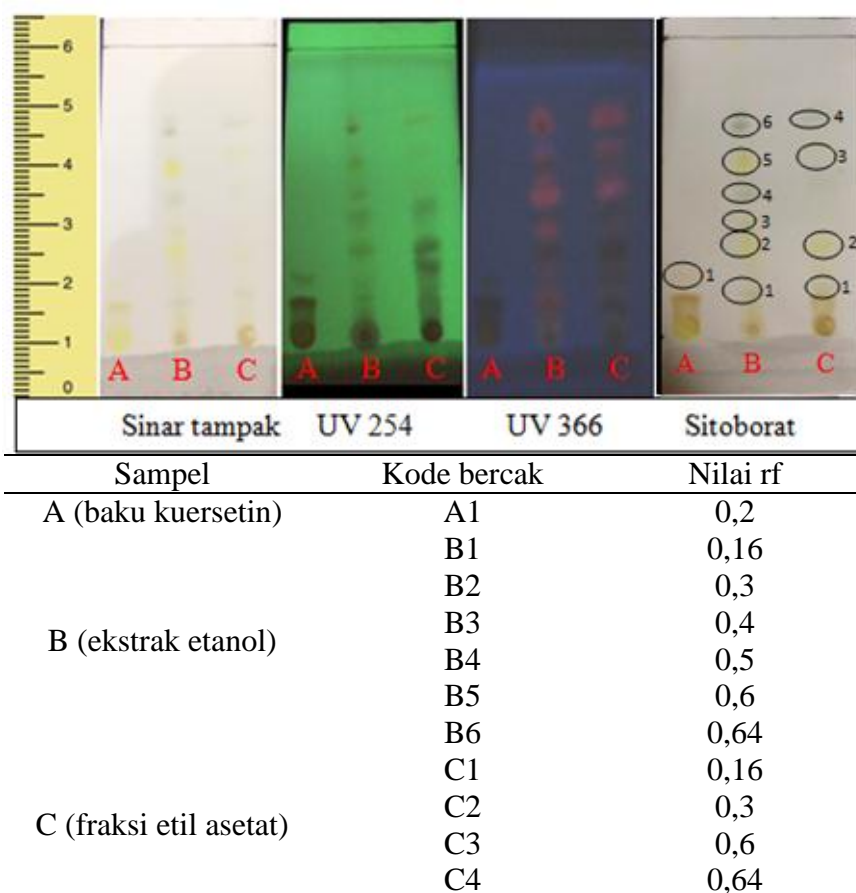 6
5
4
3
2
1
0
A B C
A B C
A B C
1
6
5
4
3
2
1
4
3
2
1
A B C
Sinar tampak UV 254 UV 366 Sitoborat
Sampel Kode bercak Nilai rf
A (baku kuersetin) A1 0,2
B1 0,16
B2 0,3
B (ekstrak etanol) B3 0,4
B4 0,5
B5 0,6
B6 0,64
C1 0,16
C (fraksi etil asetat) C2 0,3
C3 0,6
C4 0,64